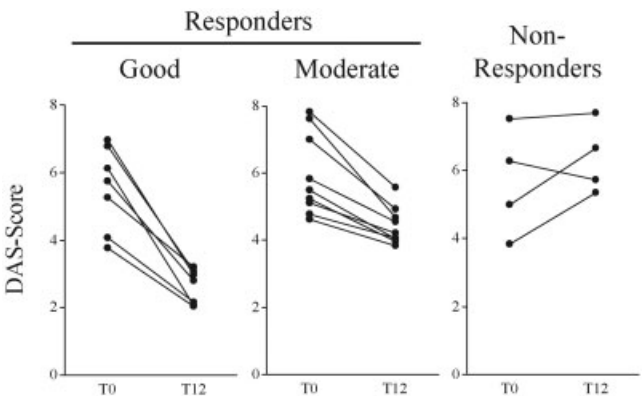 Responders
Non-
Responders
Good
Moderate
DAS-Score
8
6
4
2
0
T0
T12
8
6
4
2
0
T0
T12
8
6
4
2
0
T0
T12